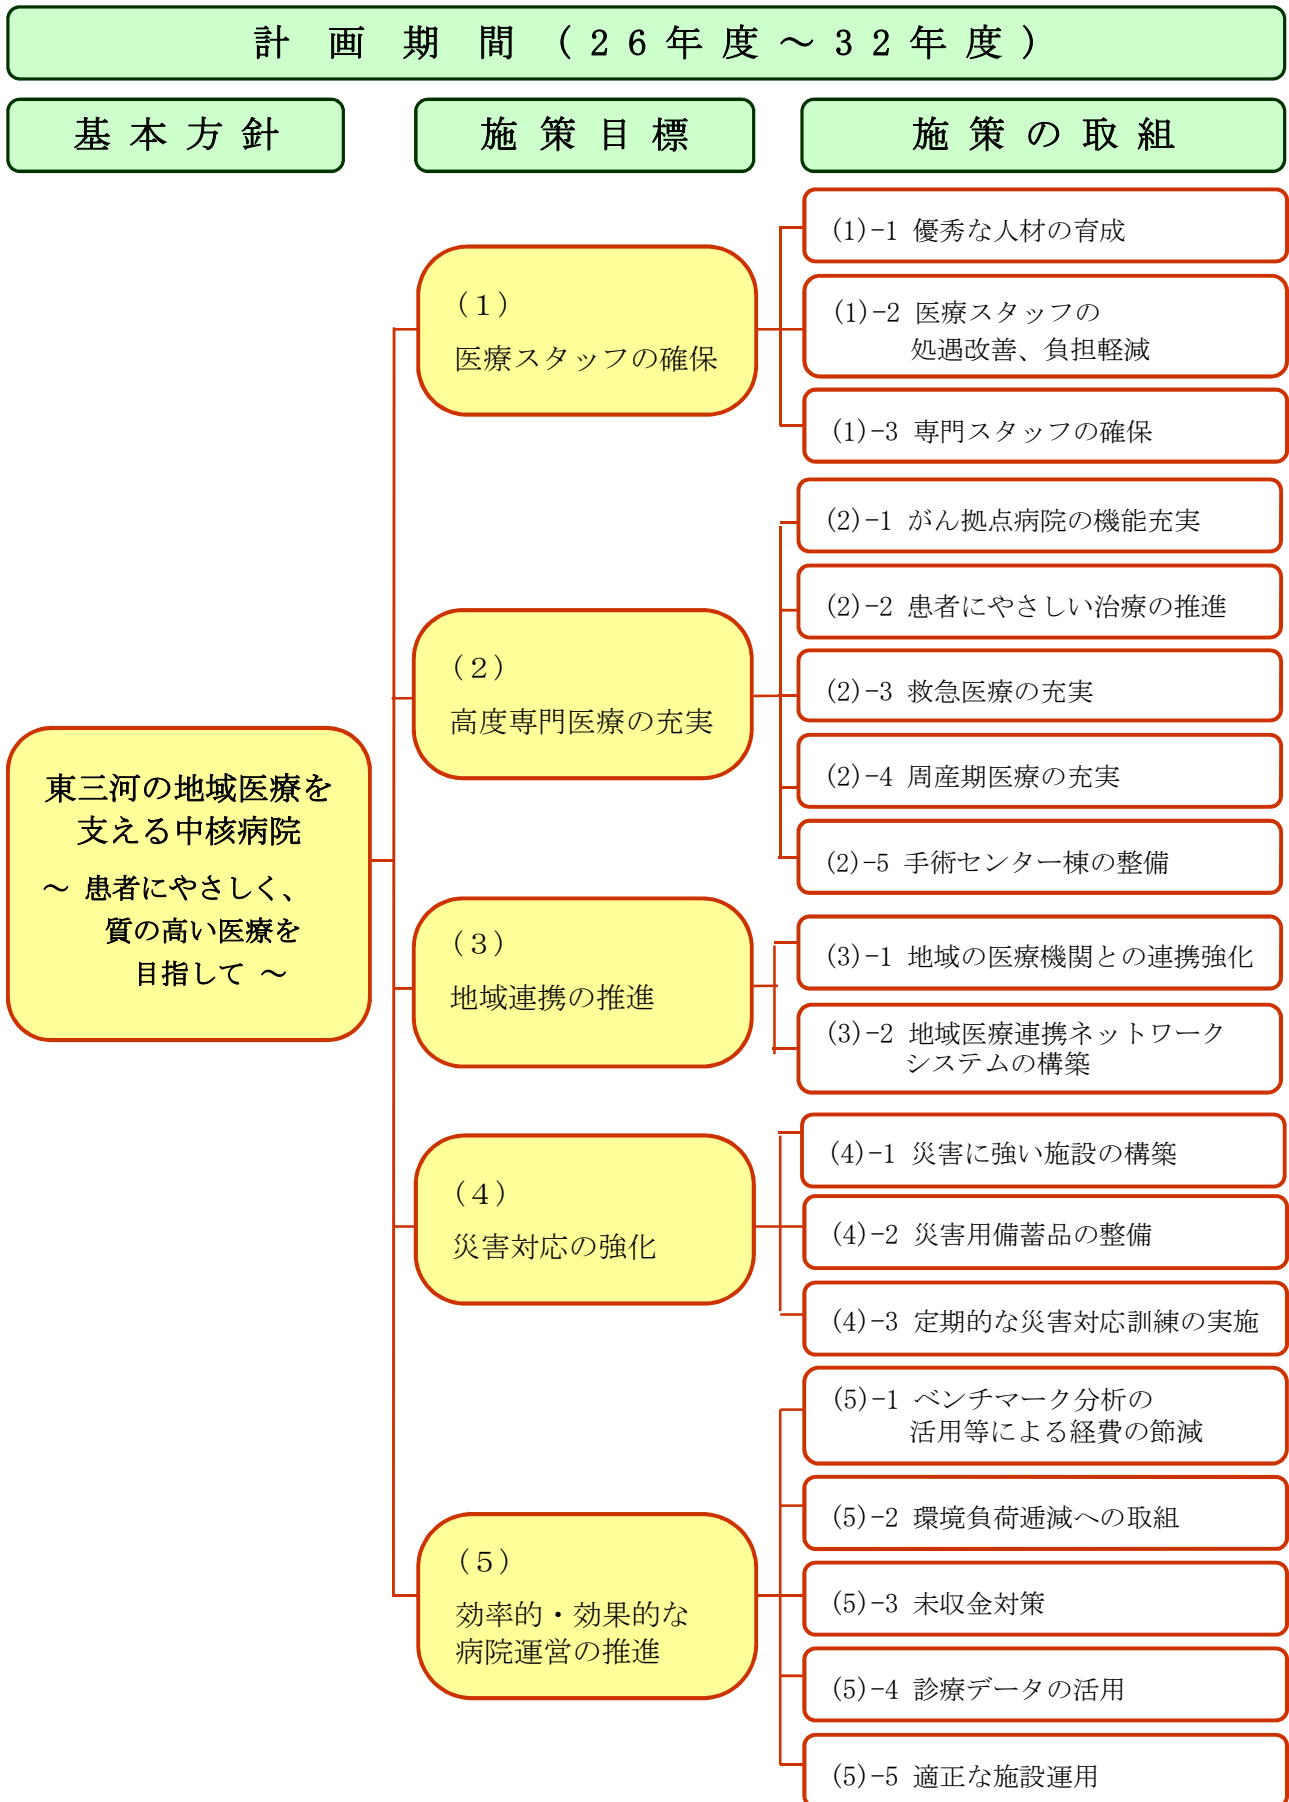 計画期間（26年度～32年度）
基本方針
施策目標
施策の取組
東三河の地域医療を
支える中核病院
～ 患者にやさしく、
質の高い医療を
目指して ～
（１）
医療スタッフの確保
(1)-1 優秀な人材の育成
(1)-2 医療スタッフの
処遇改善、負担軽減
(1)-3 専門スタッフの確保
（２）
高度専門医療の充実
(2)-1 がん拠点病院の機能充実
(2)-2 患者にやさしい治療の推進
(2)-3 救急医療の充実
(2)-4 周産期医療の充実
(2)-5 手術センター棟の整備
（３）
地域連携の推進
(3)-1 地域の医療機関との連携強化
(3)-2 地域医療連携ネットワーク
システムの構築
（４）
災害対応の強化
(4)-1 災害に強い施設の構築
(4)-2 災害用備蓄品の整備
(4)-3 定期的な災害対応訓練の実施
（５）
効率的・効果的な
病院運営の推進
(5)-1 ベンチマーク分析の
活用等による経費の節減
(5)-2 環境負荷逓減への取組
(5)-3 未収金対策
(5)-4 診療データの活用
(5)-5 適正な施設運用